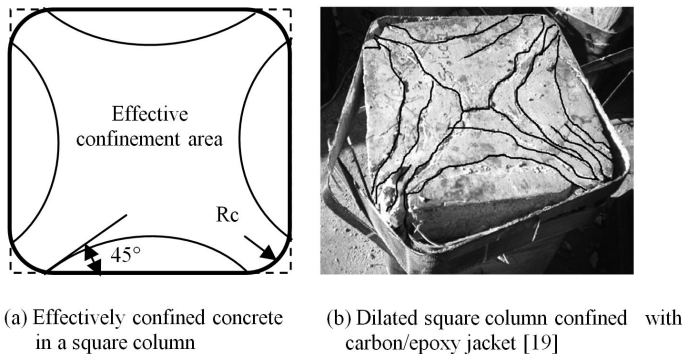 Effective
confinement area
Rc
45°
(a) Effectively confined concrete
in a square column
(b) Dilated square column confined with
carbon/epoxy jacket [19]